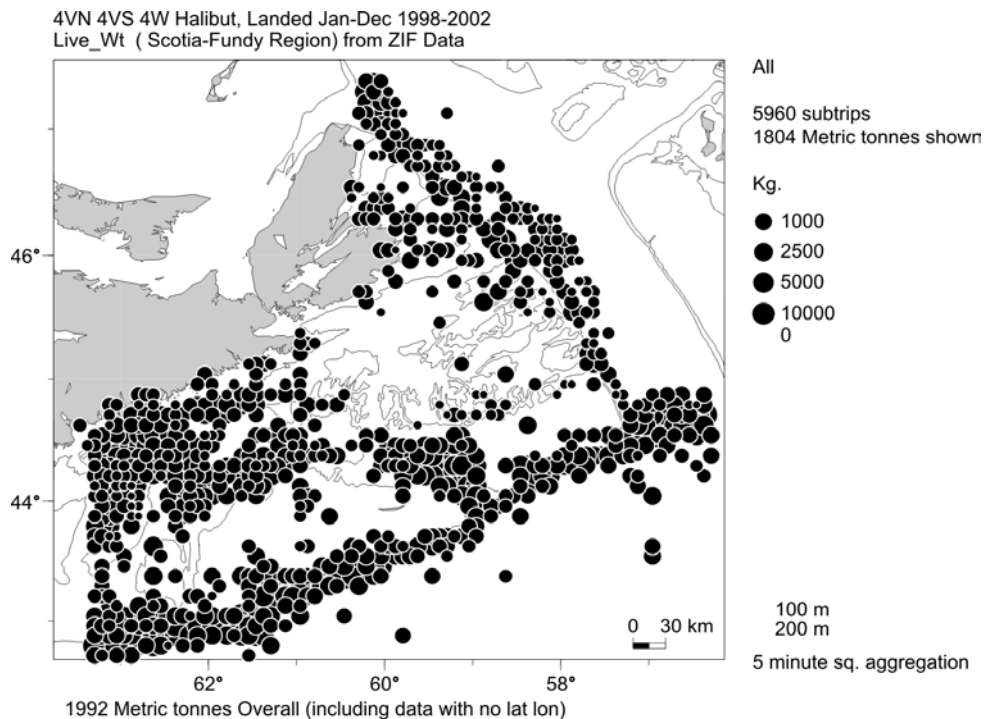 4VN 4VS 4W Halibut, Landed Jan-Dec 1998-2002
Live_Wt ( Scotia-Fundy Region) from ZIF Data
All
5960 subtrips
1804 Metric tonnes shown
Kg.
1000
2500
5000
10000
0
46°
44°
0 30 km
100 m
200 m
5 minute sq. aggregation
62° 60° 58°
1992 Metric tonnes Overall (including data with no lat lon)